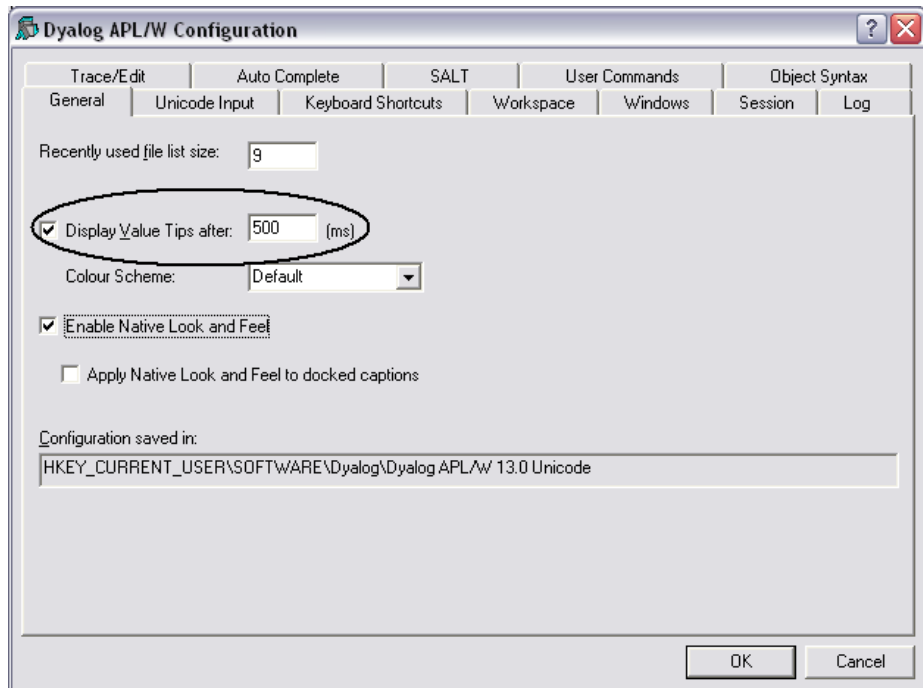 Dyalog APL/W Configuration
Trace/Edit Auto Complete SALT User Commands Object Syntax
General Unicode Input Keyboard Shortcuts Workspace Windows Session Log
Recently used file list size: 9
Display Value Tips after: 500 (ms)
Colour Scheme: Default
Enable Native Look and Feel
Apply Native Look and Feel to docked captions
Configuration saved in:
HKEY_CURRENT_USER\SOFTWARE\Dyalog\Dyalog APL/W 13.0 Unicode
OK Cancel